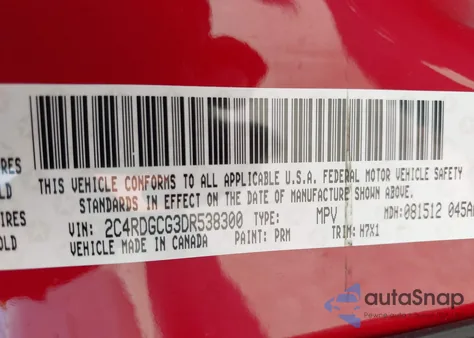 IRES
LD
IRES
OLD
THIS VEHICLE CONFORMS TO ALL APPLICABLE U.S.A. FEDERAL MOTOR VEHICLE SAFETY
STANDARDS IN EFFECT ON THE DATE OF MANUFACTURE SHOWN ABOVE.
VIN: 2C4RDGCG3DR538300 TYPE: MPV MDH: 081512 045A
VEHICLE MADE IN CANADA PAINT: PRM TRIM: H7X1
autoSnap